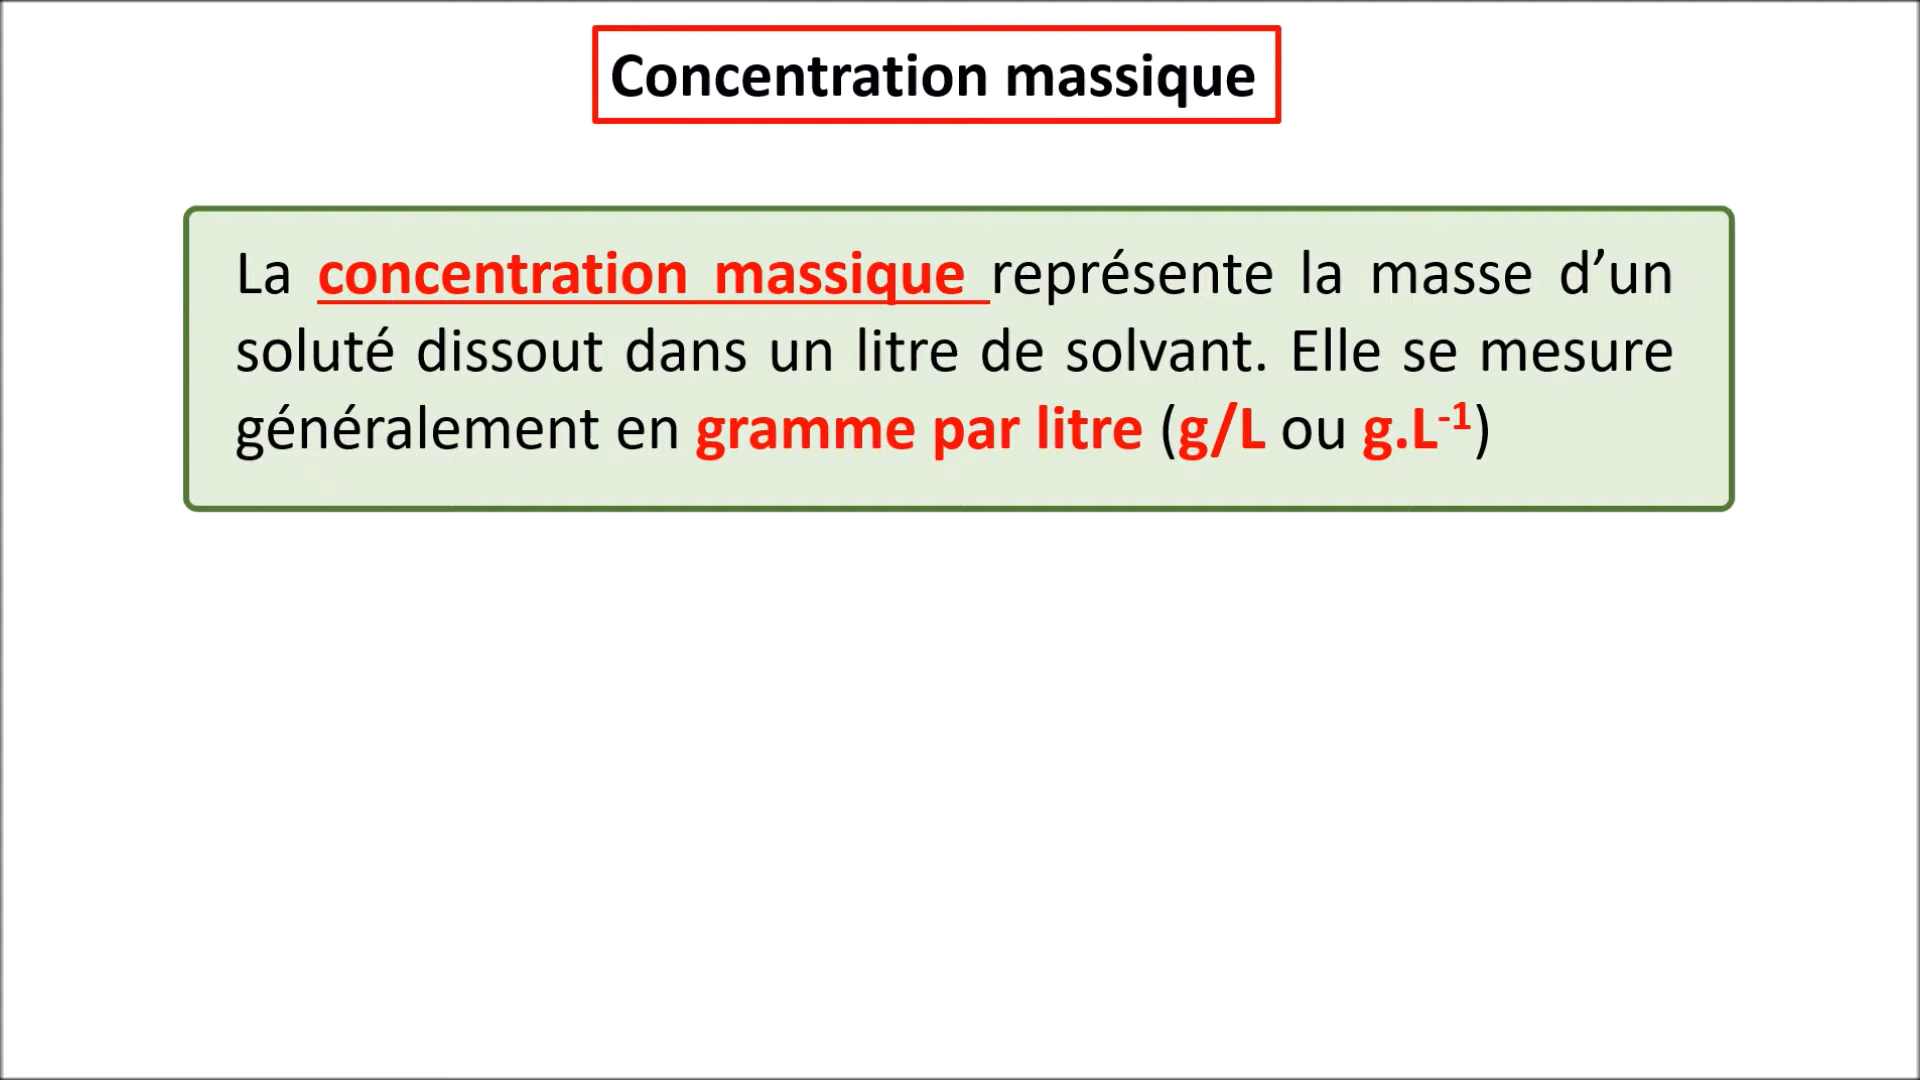 Concentration massique
La concentration massique représente la masse d’un
soluté dissout dans un litre de solvant. Elle se mesure
généralement en gramme par litre (g/L ou g.L⁻¹)